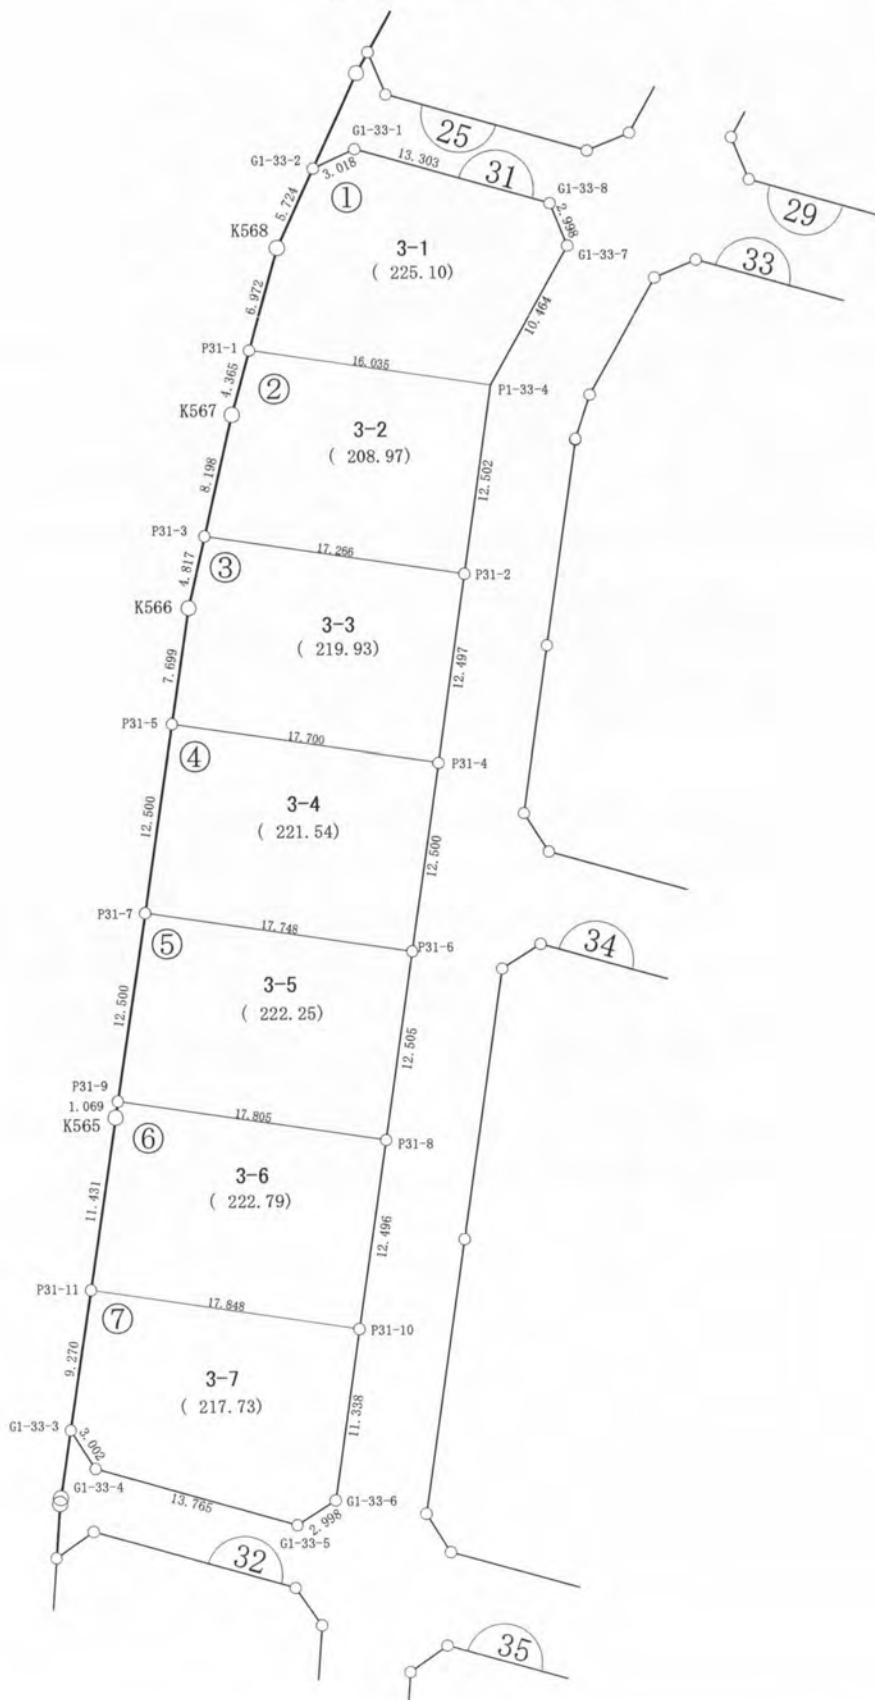 25
G1-33-1
G1-33-2
3.018
13.303
31
G1-33-8
2.998
G1-33-7
29
33
①
5.724
K568
3-1
( 225.10)
6.972
10.464
P31-1
16.035
P1-33-4
4.365
②
K567
3-2
( 208.97)
8.198
12.502
P31-3
17.266
P31-2
③
4.817
K566
3-3
( 219.93)
7.699
12.497
P31-5
17.700
P31-4
④
3-4
( 221.54)
12.500
12.500
P31-7
17.748
P31-6
⑤
34
3-5
( 222.25)
12.500
12.505
P31-9
1.069
K565
17.805
P31-8
⑥
3-6
( 222.79)
11.431
12.496
P31-11
17.848
P31-10
⑦
9.270
3-7
( 217.73)
11.338
G1-33-3
3.002
G1-33-4
13.765
G1-33-6
2.998
G1-33-5
32
35